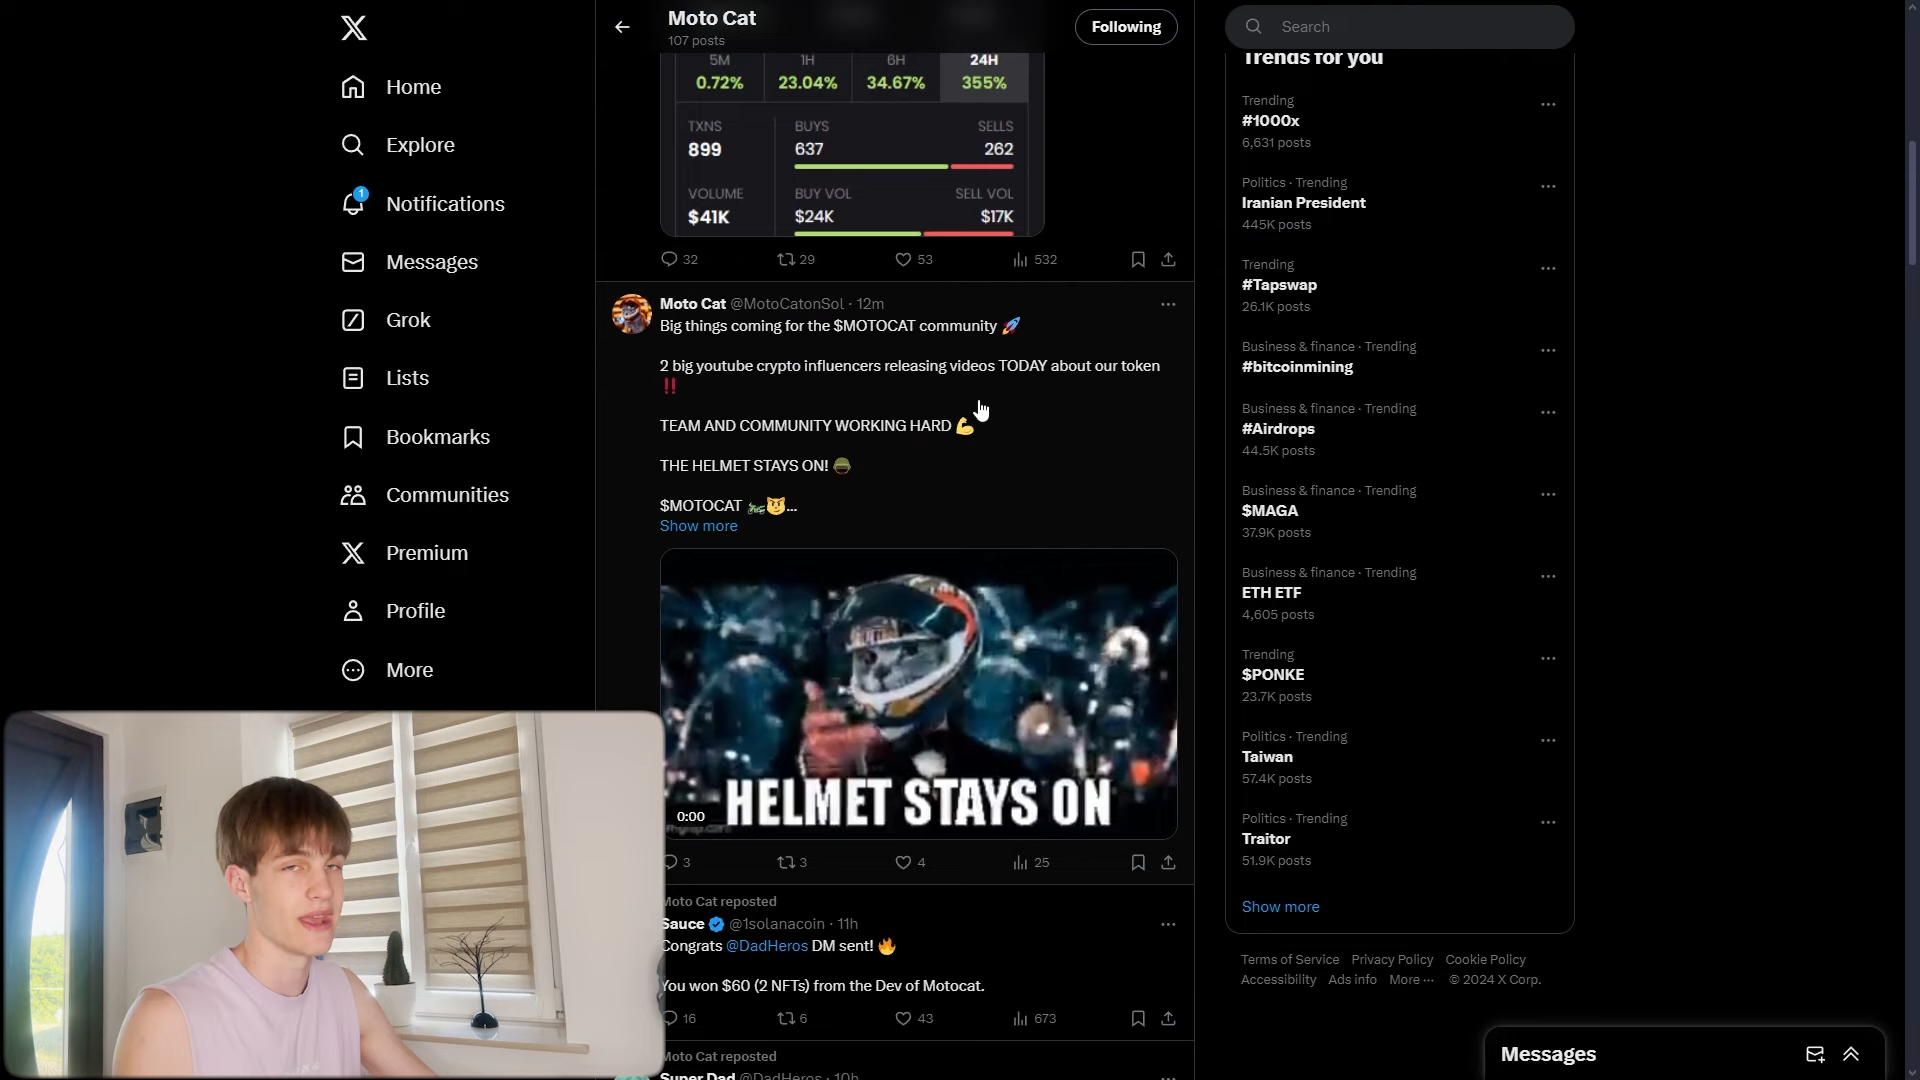 Home
Explore
1
Notifications
Messages
Grok
Lists
Bookmarks
Communities
Premium
Profile
More
Moto Cat
107 posts
Following
5M 1H 6H 24H
0.72% 23.04% 34.67% 355%
TXNS BUYS SELLS
899 637 262
VOLUME BUY VOL SELL VOL
$41K $24K $17K
32 29 53 532
Moto Cat @MotoCatonSol · 12m
Big things coming for the $MOTOCAT community 🚀
2 big youtube crypto influencers releasing videos TODAY about our token
‼️
TEAM AND COMMUNITY WORKING HARD 💪
THE HELMET STAYS ON! 🪖
$MOTOCAT 🏍️😼...
Show more
HELMET STAYS ON
0:00
3 3 4 25
Moto Cat reposted
Sauce @1solanacoin · 11h
Congrats @DadHeros DM sent! 🔥
You won $60 (2 NFTs) from the Dev of Motocat.
16 6 43 673
Moto Cat reposted
Super Dad @DadHeros · 10h
Search
Trends for you
Trending
#1000x
6,631 posts
Politics · Trending
Iranian President
445K posts
Trending
#Tapswap
26.1K posts
Business & finance · Trending
#bitcoinmining
Business & finance · Trending
#Airdrops
44.5K posts
Business & finance · Trending
$MAGA
37.9K posts
Business & finance · Trending
ETH ETF
4,605 posts
Trending
$PONKE
23.7K posts
Politics · Trending
Taiwan
57.4K posts
Politics · Trending
Traitor
51.9K posts
Show more
Terms of Service Privacy Policy Cookie Policy
Accessibility Ads info More ··· © 2024 X Corp.
Messages